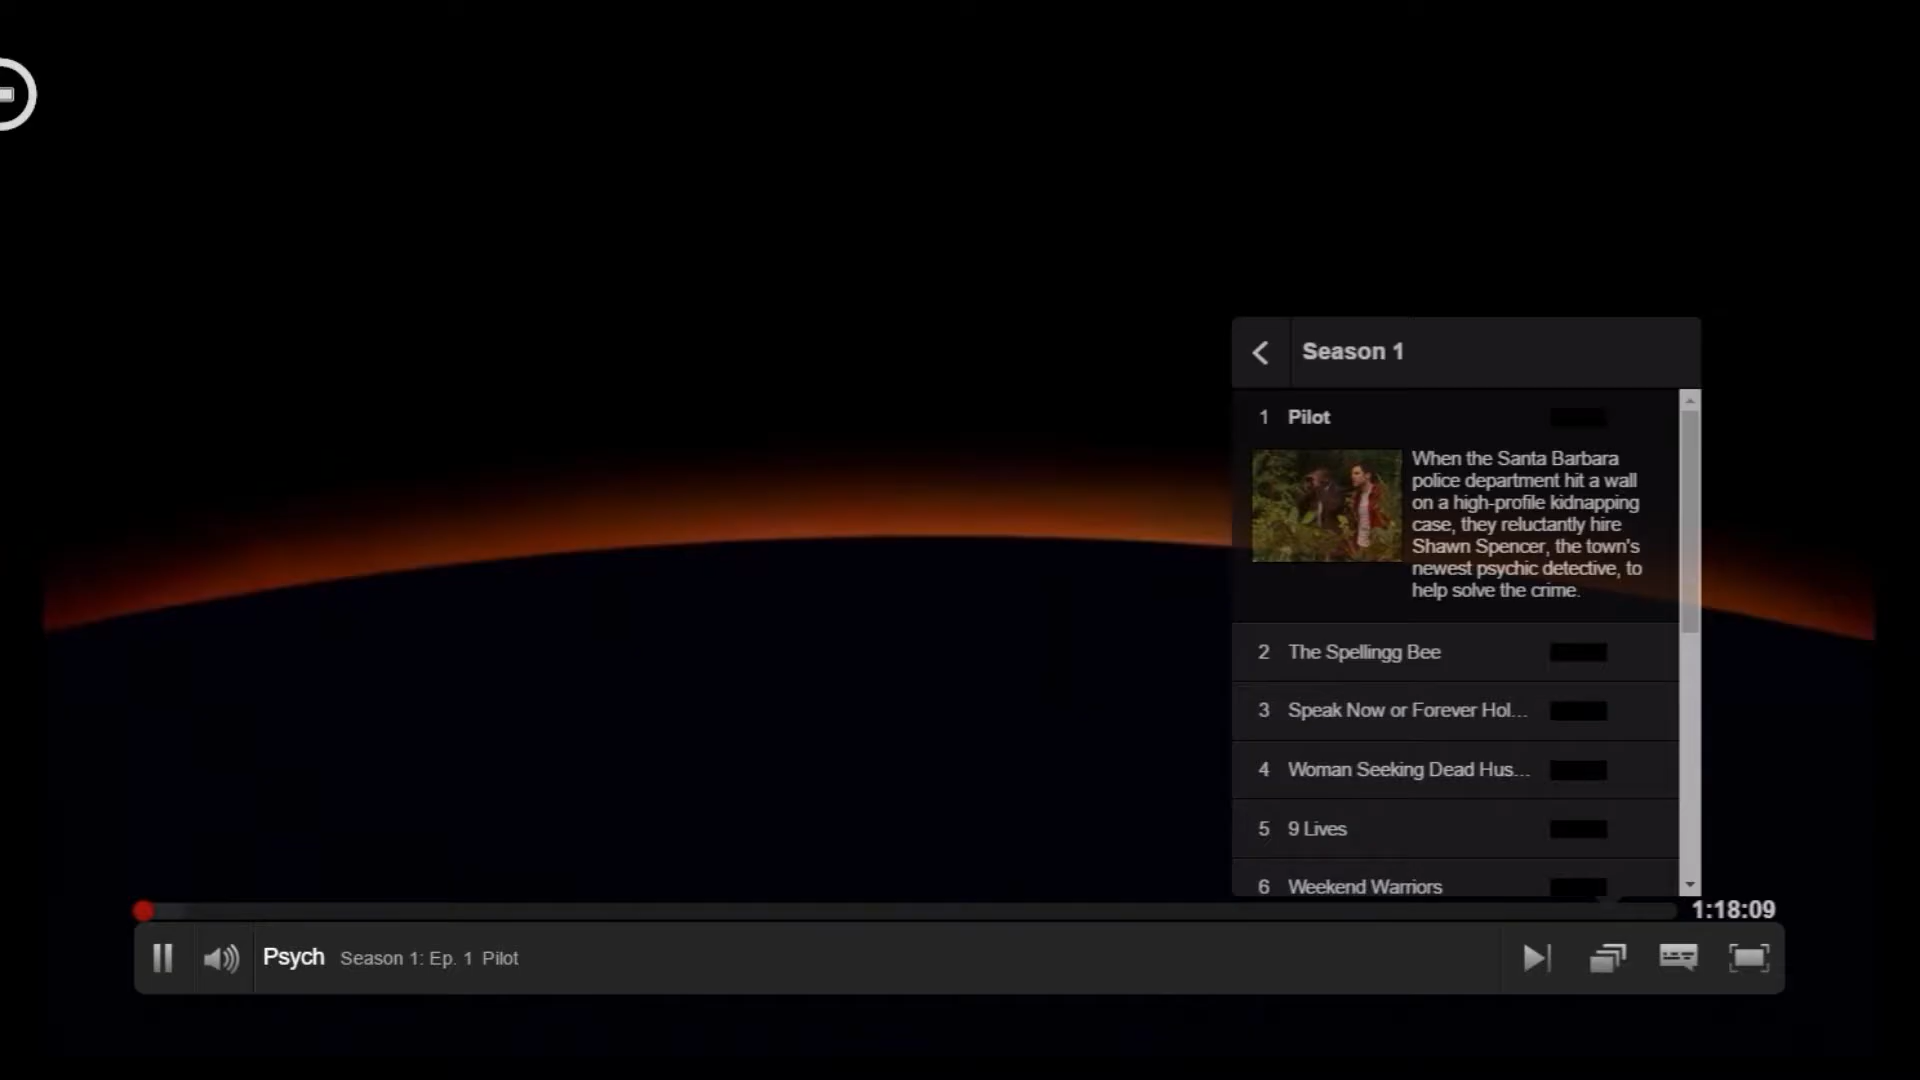 Season 1
1 Pilot
When the Santa Barbara
police department hit a wall
on a high-profile kidnapping
case, they reluctantly hire
Shawn Spencer, the town's
newest psychic detective, to
help solve the crime.
2 The Spellingg Bee
3 Speak Now or Forever Hol...
4 Woman Seeking Dead Hus...
5 9 Lives
6 Weekend Warriors
1:18:09
Psych Season 1: Ep. 1 Pilot